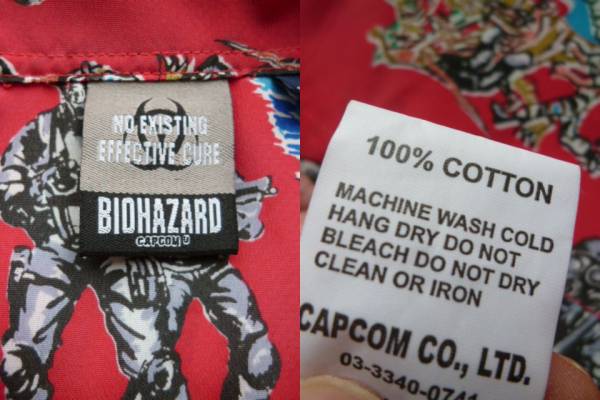 NO EXISTING
EFFECTIVE CURE
BIOHAZARD
CAPCOM
100% COTTON
MACHINE WASH COLD
HANG DRY DO NOT
BLEACH DO NOT DRY
CLEAN OR IRON
CAPCOM CO., LTD.
03-3340-0741